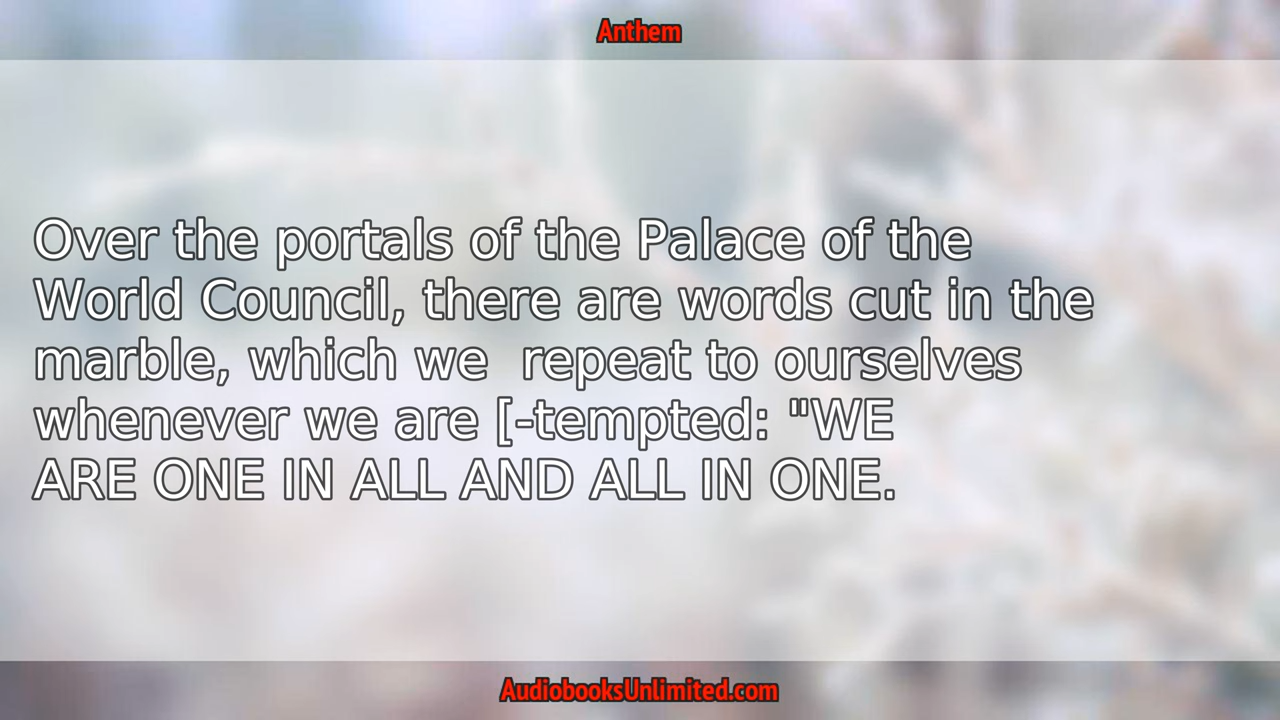 Anthem
Over the portals of the Palace of the
World Council, there are words cut in the
marble, which we  repeat to ourselves
whenever we are [-tempted: "WE
ARE ONE IN ALL AND ALL IN ONE.
AudiobooksUnlimited.com